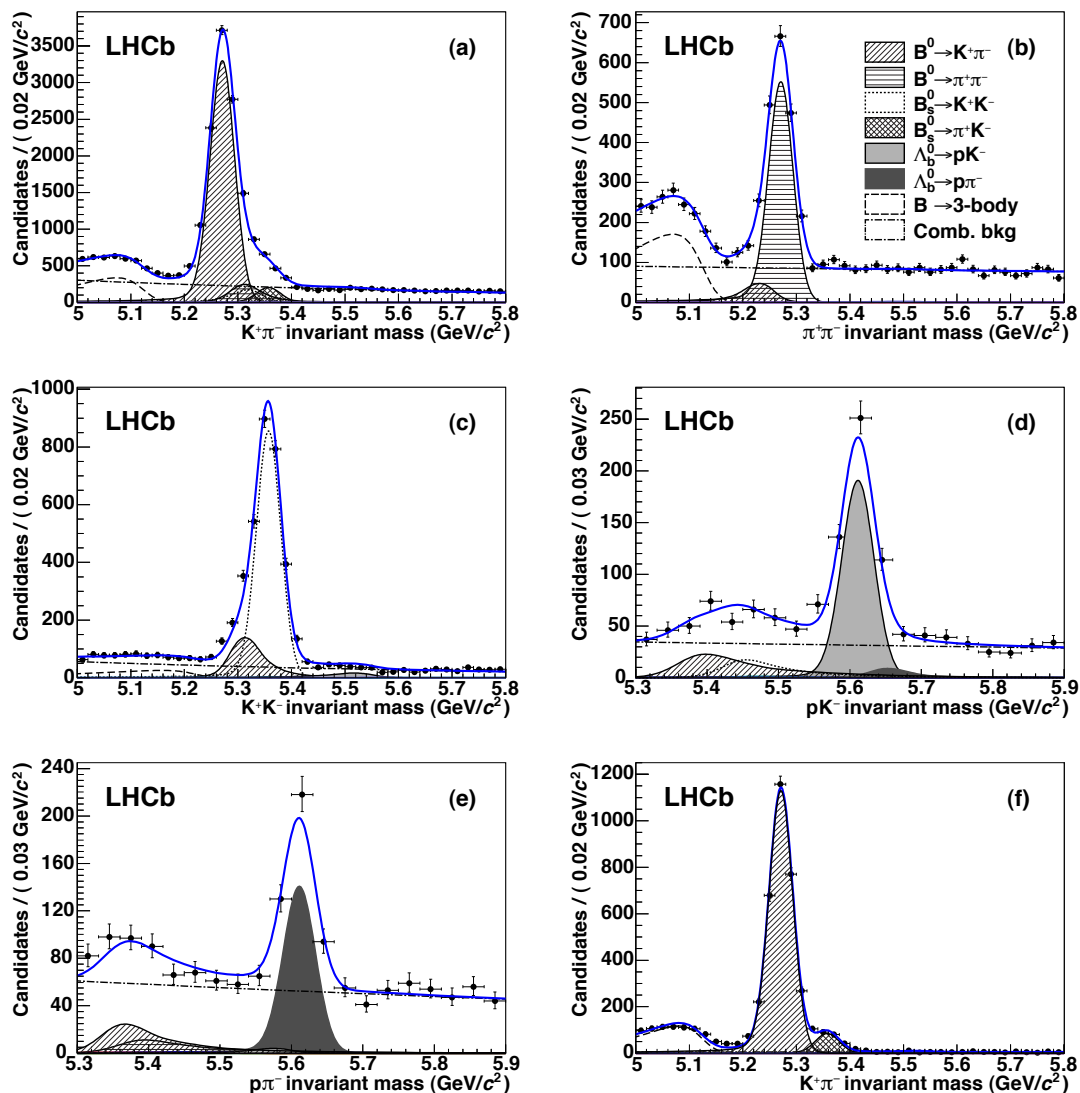 LHCb
(a)
Candidates / ( 0.02 GeV/c²)
3500
3000
2500
2000
1500
1000
500
0
5 5.1 5.2 5.3 5.4 5.5 5.6 5.7 5.8
K⁺π⁻ invariant mass (GeV/c²)
LHCb
(b)
Candidates / ( 0.02 GeV/c²)
700
600
500
400
300
200
100
0
B⁰→K⁺π⁻
B⁰→π⁺π⁻
B⁰ₛ→K⁺K⁻
B⁰ₛ→π⁺K⁻
Λ⁰_b→pK⁻
Λ⁰_b→pπ⁻
B→3-body
Comb. bkg
5 5.1 5.2 5.3 5.4 5.5 5.6 5.7 5.8
π⁺π⁻ invariant mass (GeV/c²)
LHCb
(c)
Candidates / ( 0.02 GeV/c²)
1000
800
600
400
200
0
5 5.1 5.2 5.3 5.4 5.5 5.6 5.7 5.8
K⁺K⁻ invariant mass (GeV/c²)
LHCb
(d)
Candidates / ( 0.03 GeV/c²)
250
200
150
100
50
0
5.3 5.4 5.5 5.6 5.7 5.8 5.9
pK⁻ invariant mass (GeV/c²)
LHCb
(e)
Candidates / ( 0.03 GeV/c²)
240
200
160
120
80
40
0
5.3 5.4 5.5 5.6 5.7 5.8 5.9
pπ⁻ invariant mass (GeV/c²)
LHCb
(f)
Candidates / ( 0.02 GeV/c²)
1200
1000
800
600
400
200
0
5 5.1 5.2 5.3 5.4 5.5 5.6 5.7 5.8
K⁺π⁻ invariant mass (GeV/c²)